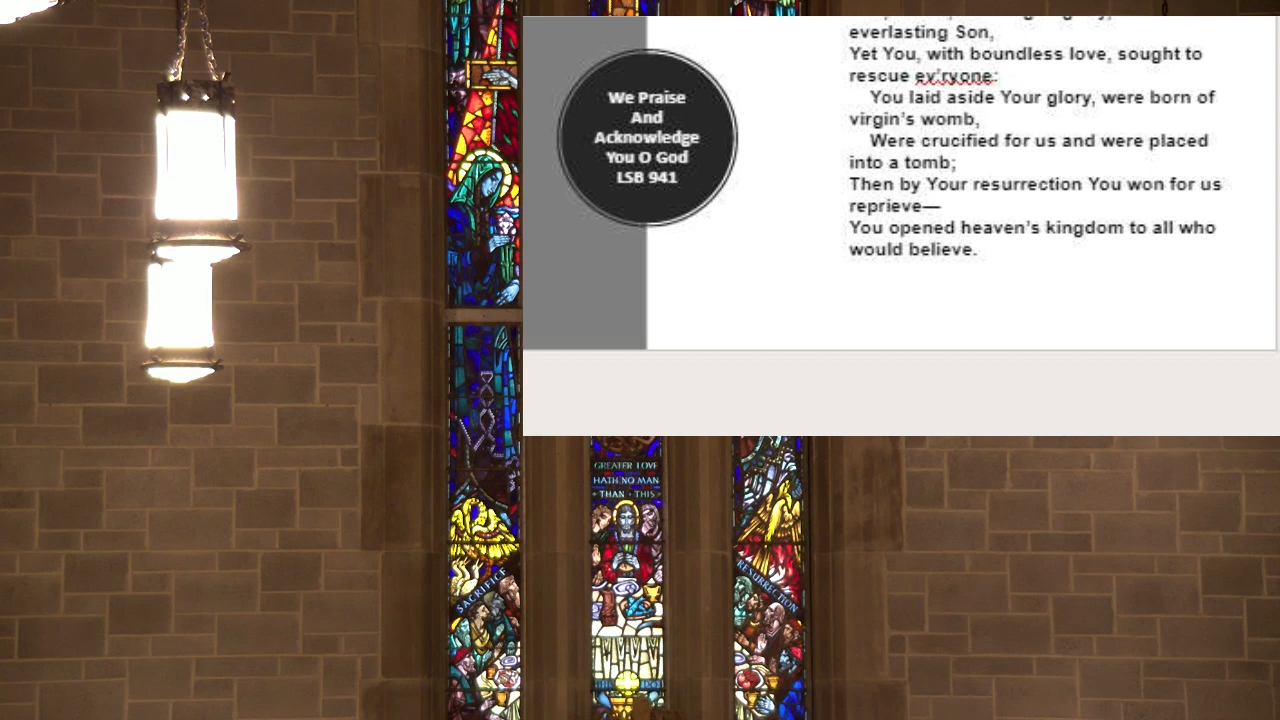 We Praise
And
Acknowledge
You O God
LSB 941
everlasting Son,
Yet You, with boundless love, sought to
rescue ev'ryone:
You laid aside Your glory, were born of
virgin's womb,
Were crucified for us and were placed
into a tomb;
Then by Your resurrection You won for us
reprieve—
You opened heaven's kingdom to all who
would believe.
GREATER LOVE
HATH NO MAN
• THAN • THIS •
SACRIFICE
RESURRECTION